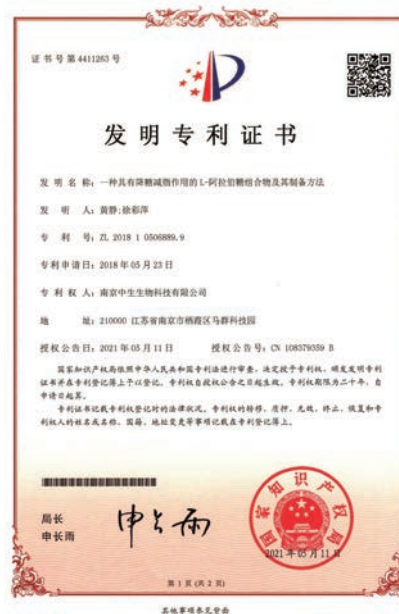 证书号第4411263号
发明专利证书
发明名称：一种具有降糖减脂作用的L-阿拉伯糖组合物及其制备方法
发明人：黄静;徐彩萍
专利号：ZL 2018 1 0506889.9
专利申请日：2018年05月23日
专利权人：南京中生生物科技有限公司
地址：210000 江苏省南京市栖霞区马群科技园
授权公告日：2021年05月11日 授权公告号：CN 108379359 B
国家知识产权局依照中华人民共和国专利法进行审查，决定授予专利权，颁发发明专利
证书并在专利登记簿上予以登记。专利权自授权公告之日起生效。专利权期限为二十年，自
申请日起算。
专利证书记载专利权登记时的法律状况。专利权的转移、质押、无效、终止、恢复和专
利权人的姓名或名称、国籍、地址变更等事项记载在专利登记簿上。
局长
申长雨
申长雨
国家知识产权局
2021年05月11日
第1页(共2页)
其他事项参见背面